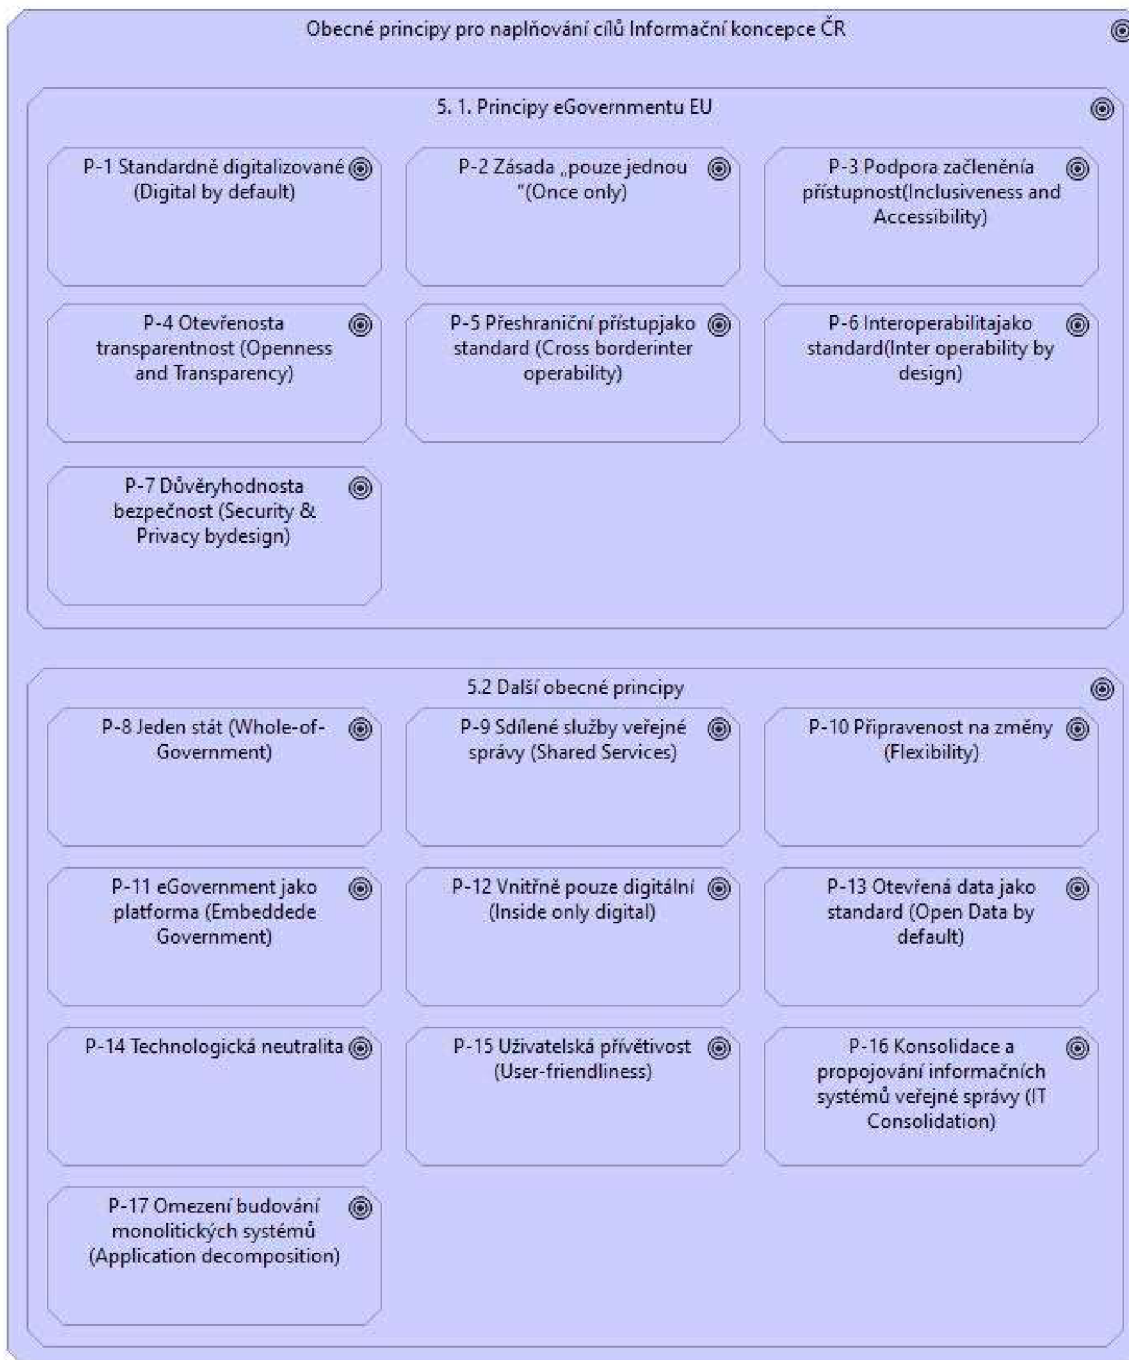 Obecné principy pro naplňování cílů Informační koncepce ČR
5. 1. Principy eGovernmentu EU
P-1 Standardně digitalizované
(Digital by default)
P-2 Zásada „pouze jednou
"(Once only)
P-3 Podpora začleněnía
přístupnost(Inclusiveness and
Accessibility)
P-4 Otevřenosta
transparentnost (Openness
and Transparency)
P-5 Přeshraniční přístupjako
standard (Cross borderinter
operability)
P-6 Interoperabilitajako
standard(Inter operability by
design)
P-7 Důvěryhodnosta
bezpečnost (Security &
Privacy bydesign)
5.2 Další obecné principy
P-8 Jeden stát (Whole-of-
Government)
P-9 Sdílené služby veřejné
správy (Shared Services)
P-10 Připravenost na změny
(Flexibility)
P-11 eGovernment jako
platforma (Embeddede
Government)
P-12 Vnitřně pouze digitální
(Inside only digital)
P-13 Otevřená data jako
standard (Open Data by
default)
P-14 Technologická neutralita
P-15 Uživatelská přívětivost
(User-friendliness)
P-16 Konsolidace a
propojování informačních
systémů veřejné správy (IT
Consolidation)
P-17 Omezení budování
monolitických systémů
(Application decomposition)